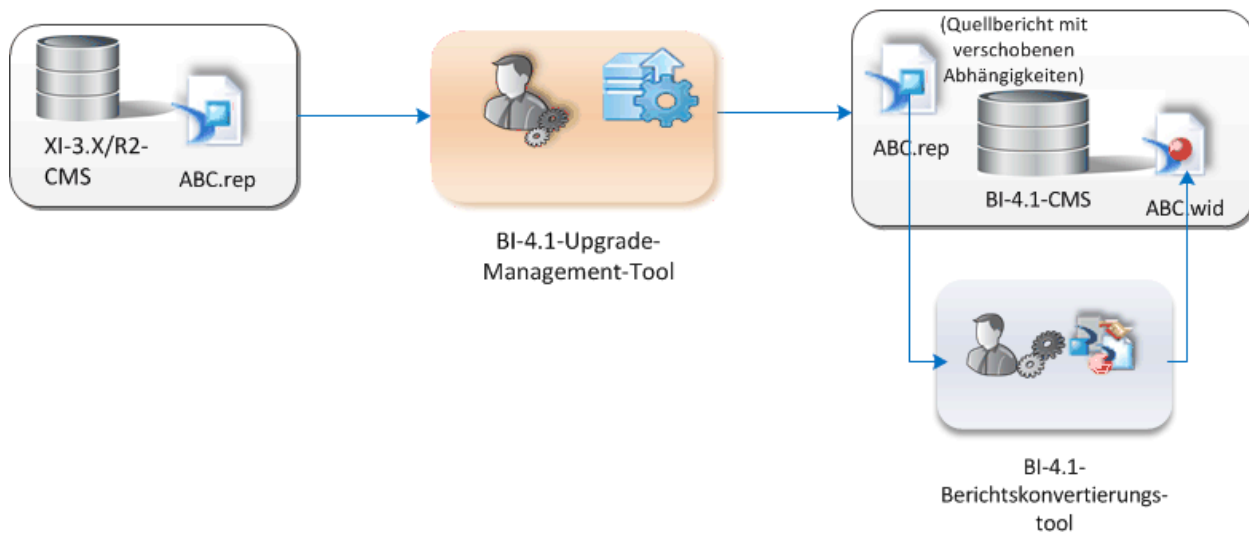 XI-3.X/R2-
CMS
ABC.rep
BI-4.1-Upgrade-
Management-Tool
(Quellbericht mit
verschobenen
Abhängigkeiten)
ABC.rep
BI-4.1-CMS
ABC.wid
BI-4.1-
Berichtskonvertierungs-
tool